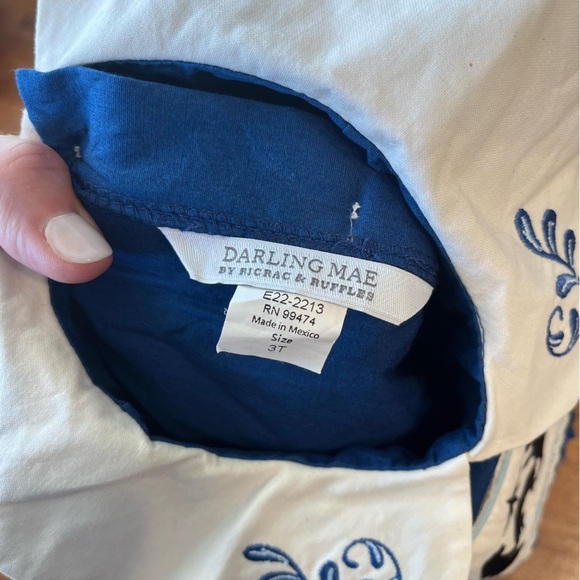 DARLING MAE
BY RICRAC & RUFFLES
E22-2213
RN 99474
Made in Mexico
Size
3T